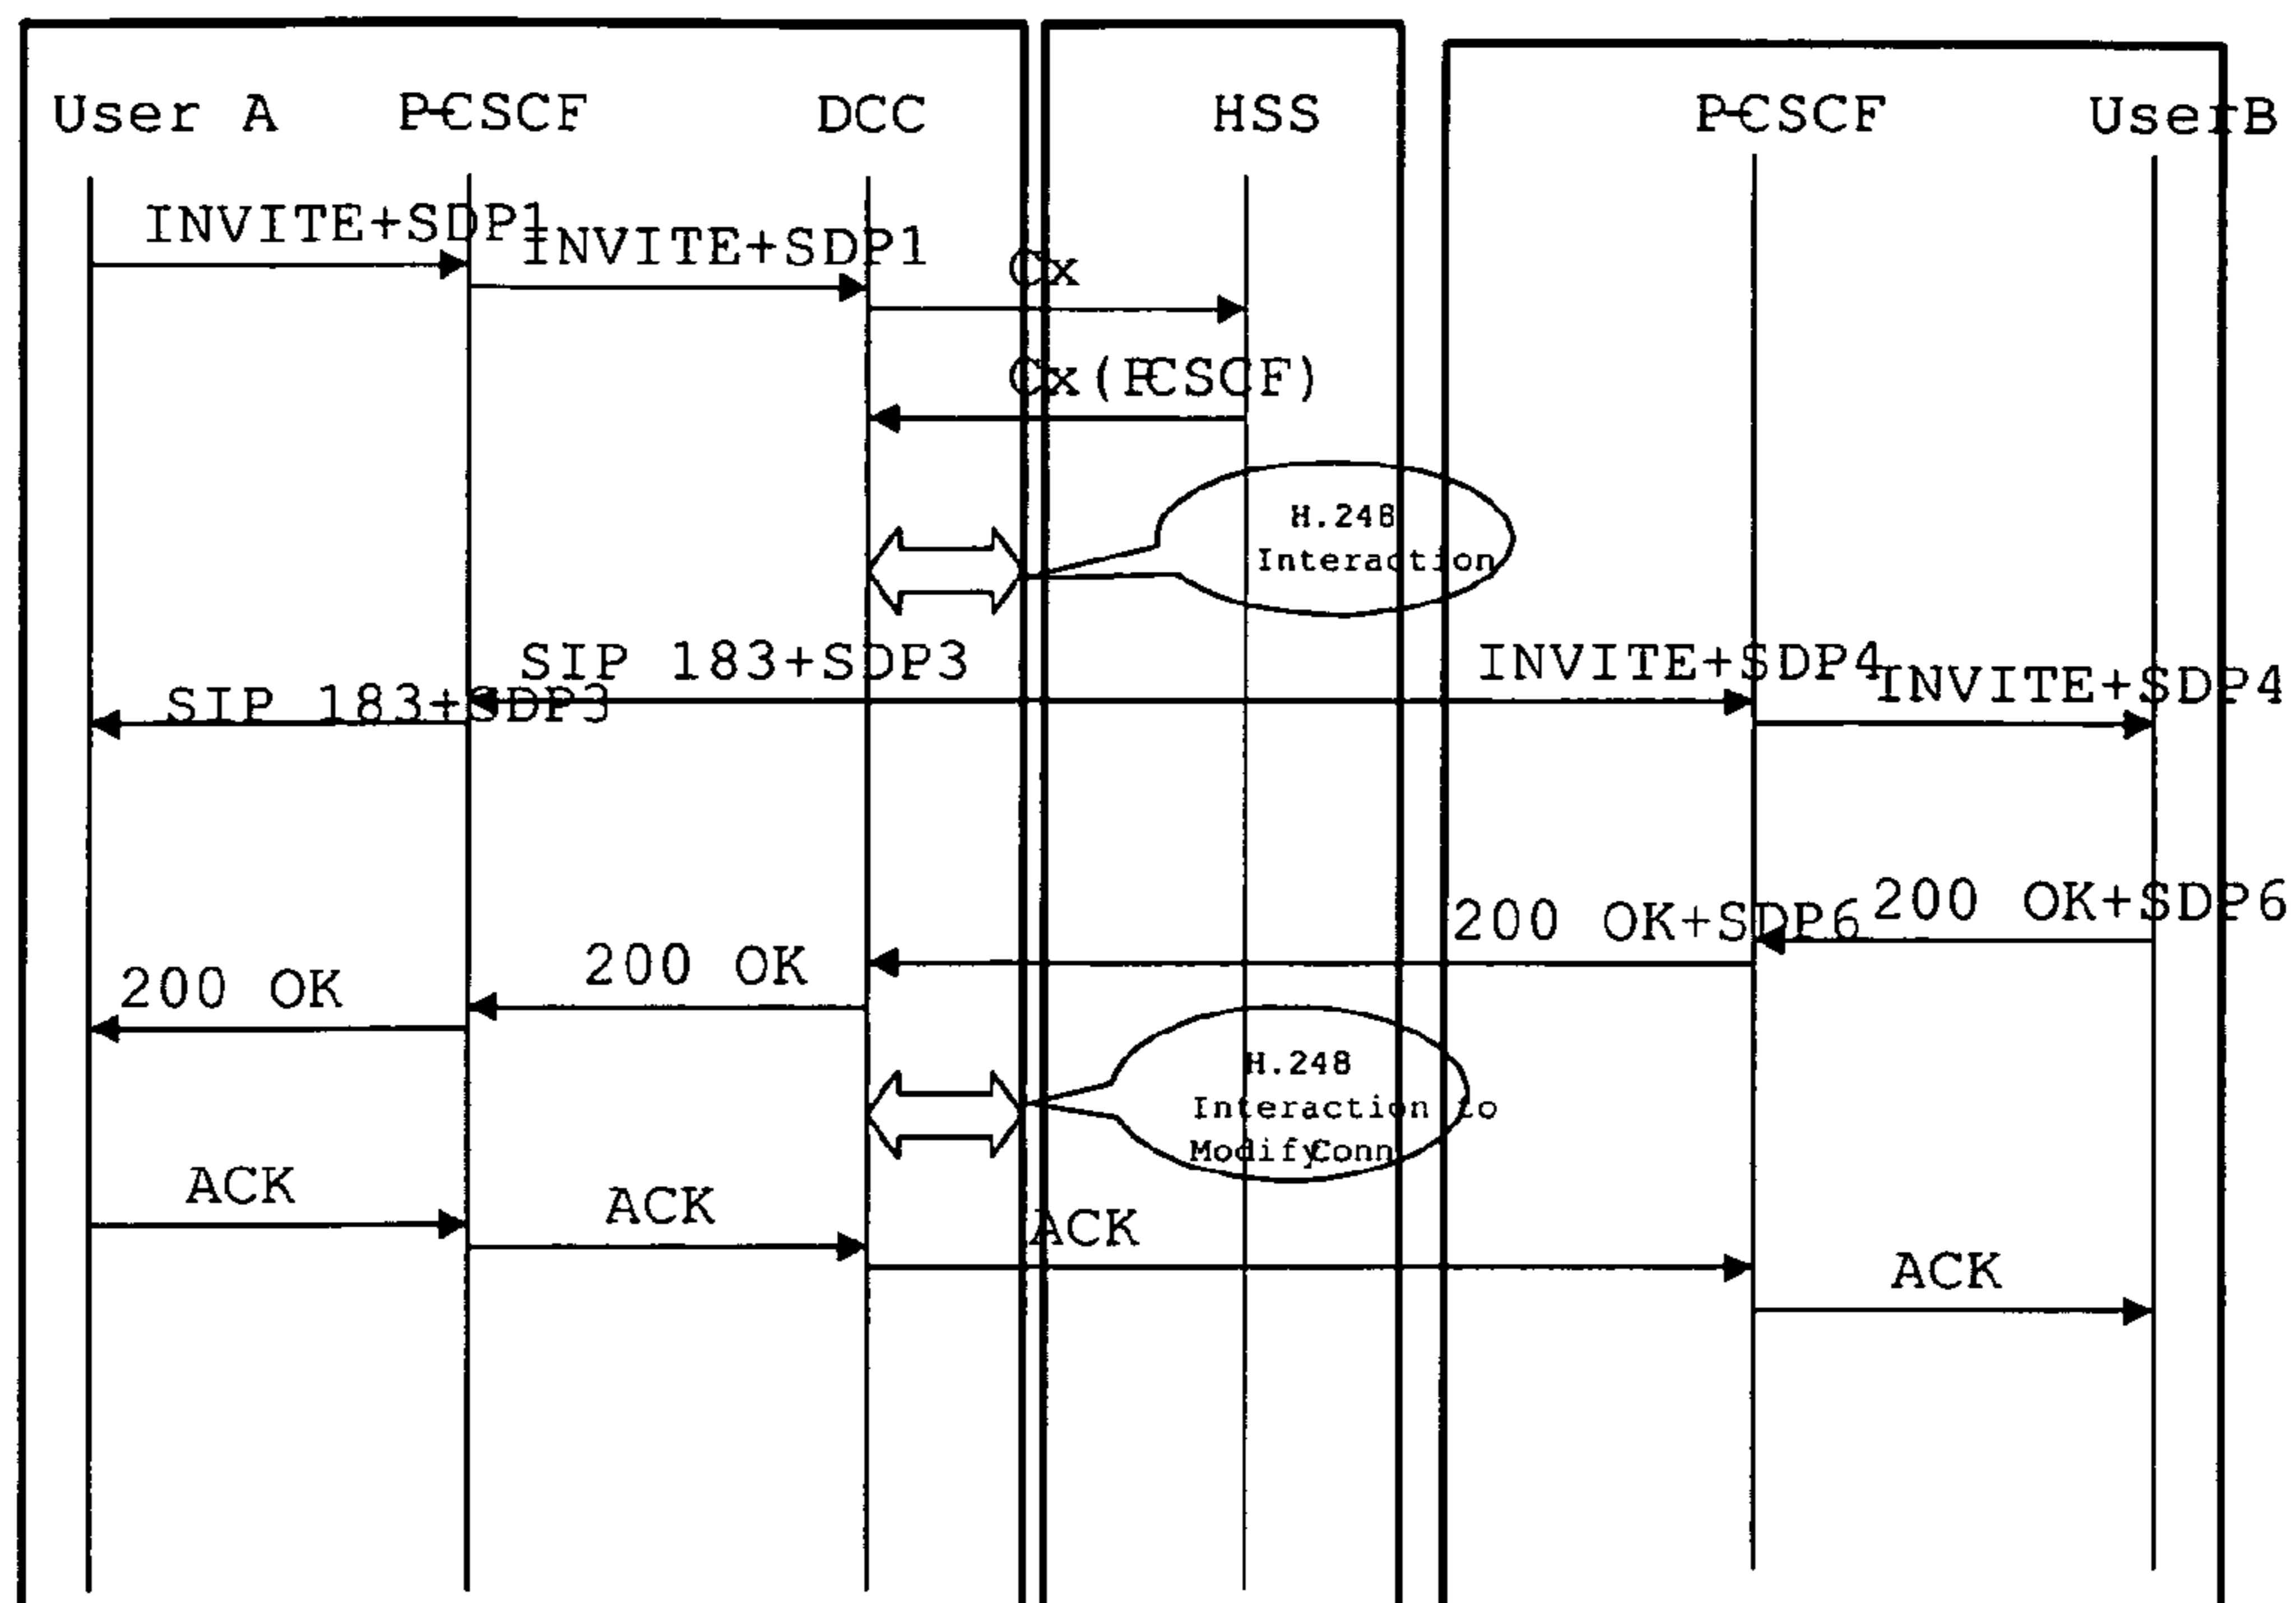 User A
P-CSCF
DCC
HSS
P-CSCF
UserB
INVITE+SDP1
INVITE+SDP1
Cx
Cx(P-CSCF)
H.248
Interaction
SIP 183+SDP3
INVITE+SDP4
INVITE+SDP4
SIP 183+SDP3
200 OK+SDP6
200 OK+SDP6
200 OK
200 OK
H.248
Interaction to
ModifyConn
ACK
ACK
ACK
ACK